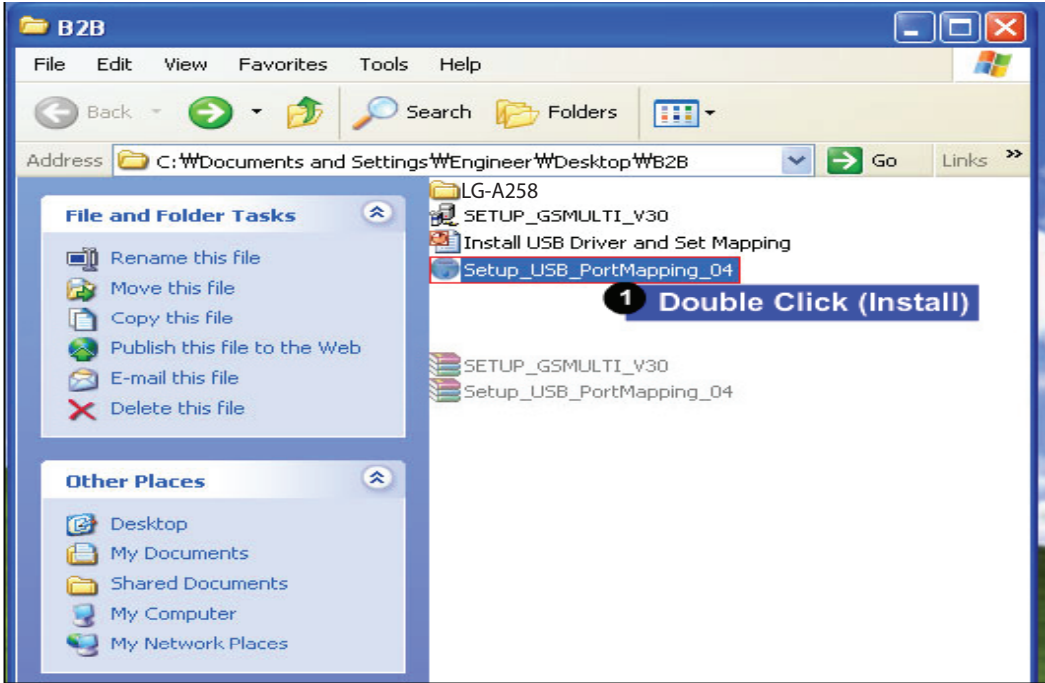 B2B
File Edit View Favorites Tools Help
Back Search Folders
Address C:₩Documents and Settings₩Engineer₩Desktop₩B2B Go Links »
File and Folder Tasks
Rename this file
Move this file
Copy this file
Publish this file to the Web
E-mail this file
Delete this file
Other Places
Desktop
My Documents
Shared Documents
My Computer
My Network Places
LG-A258
SETUP_GSMULTI_V30
Install USB Driver and Set Mapping
Setup_USB_PortMapping_04
1 Double Click (Install)
SETUP_GSMULTI_V30
Setup_USB_PortMapping_04